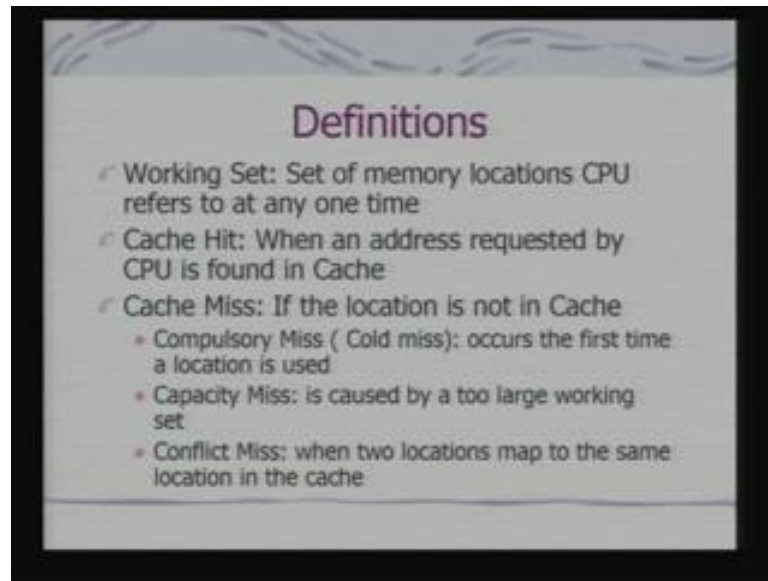 Definitions
Working Set: Set of memory locations CPU
refers to at any one time
Cache Hit: When an address requested by
CPU is found in Cache
Cache Miss: If the location is not in Cache
Compulsory Miss ( Cold miss): occurs the first time
a location is used
Capacity Miss: is caused by a too large working
set
Conflict Miss: when two locations map to the same
location in the cache